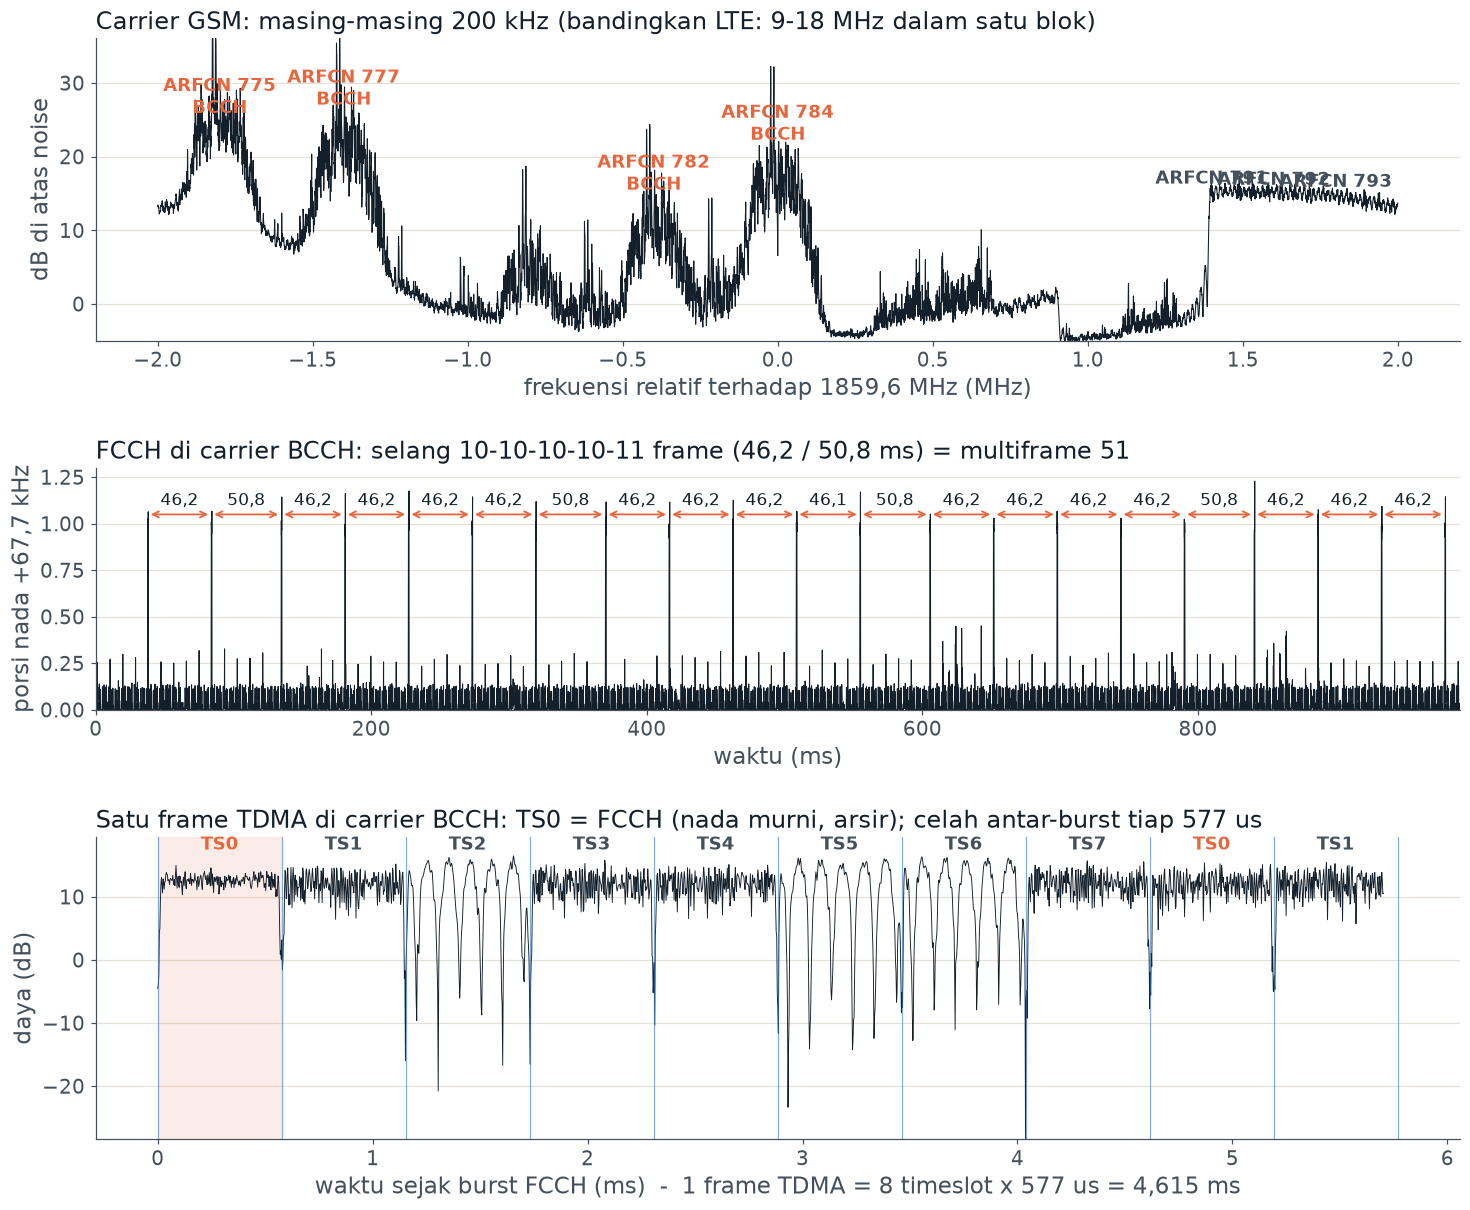 Carrier GSM: masing-masing 200 kHz (bandingkan LTE: 9-18 MHz dalam satu blok)
dB di atas noise
30
20
10
0
ARFCN 775
BCCH
ARFCN 777
BCCH
ARFCN 782
BCCH
ARFCN 784
BCCH
ARFCN 791
ARFCN 792
ARFCN 793
−2.0 −1.5 −1.0 −0.5 0.0 0.5 1.0 1.5 2.0
frekuensi relatif terhadap 1859,6 MHz (MHz)
FCCH di carrier BCCH: selang 10-10-10-10-11 frame (46,2 / 50,8 ms) = multiframe 51
porsi nada +67,7 kHz
1.25
1.00
0.75
0.50
0.25
0.00
46,2 50,8 46,2 46,2 46,2 46,2 50,8 46,2 46,2 46,2 46,1 50,8 46,2 46,2 46,2 46,2 50,8 46,2 46,2 46,2
0 200 400 600 800
waktu (ms)
Satu frame TDMA di carrier BCCH: TS0 = FCCH (nada murni, arsir); celah antar-burst tiap 577 us
daya (dB)
10
0
−10
−20
TS0 TS1 TS2 TS3 TS4 TS5 TS6 TS7 TS0 TS1
0 1 2 3 4 5 6
waktu sejak burst FCCH (ms) - 1 frame TDMA = 8 timeslot x 577 us = 4,615 ms